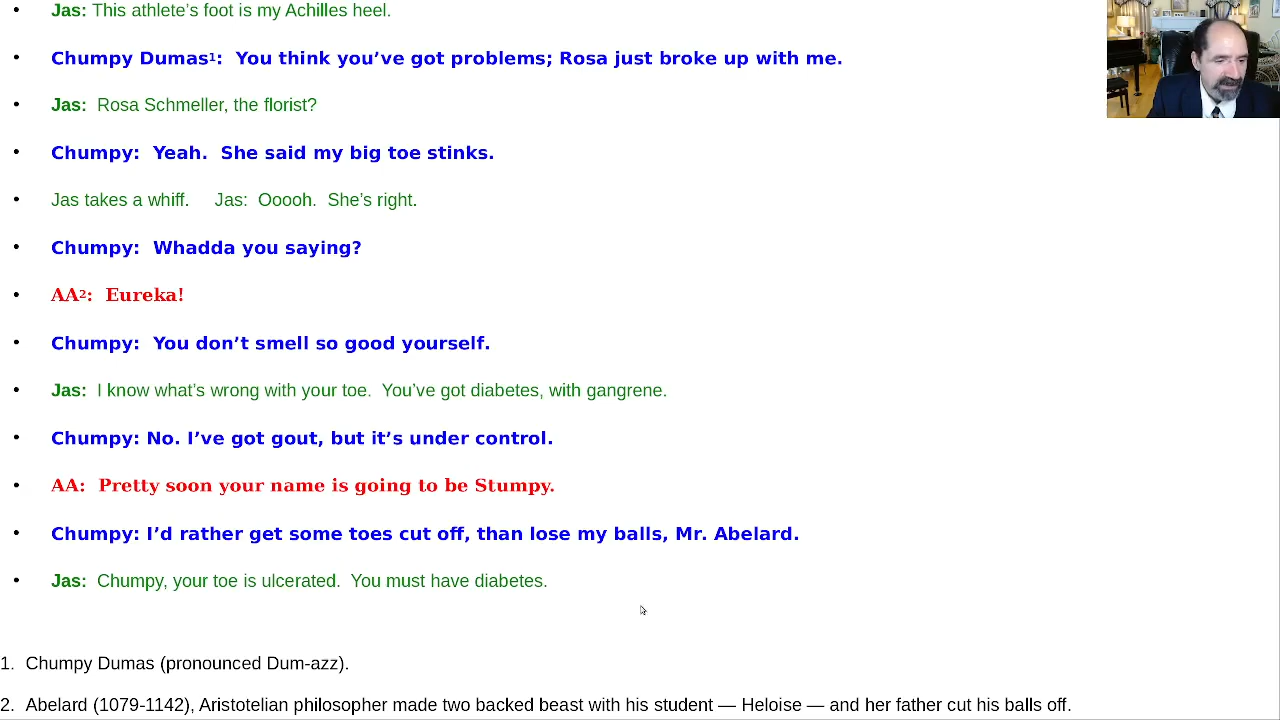 • Jas: This athlete’s foot is my Achilles heel.
• Chumpy Dumas¹: You think you’ve got problems; Rosa just broke up with me.
• Jas: Rosa Schmeller, the florist?
• Chumpy: Yeah. She said my big toe stinks.
• Jas takes a whiff. Jas: Ooooh. She’s right.
• Chumpy: Whadda you saying?
• AA²: Eureka!
• Chumpy: You don’t smell so good yourself.
• Jas: I know what’s wrong with your toe. You’ve got diabetes, with gangrene.
• Chumpy: No. I’ve got gout, but it’s under control.
• AA: Pretty soon your name is going to be Stumpy.
• Chumpy: I’d rather get some toes cut off, than lose my balls, Mr. Abelard.
• Jas: Chumpy, your toe is ulcerated. You must have diabetes.
1. Chumpy Dumas (pronounced Dum-azz).
2. Abelard (1079-1142), Aristotelian philosopher made two backed beast with his student — Heloise — and her father cut his balls off.